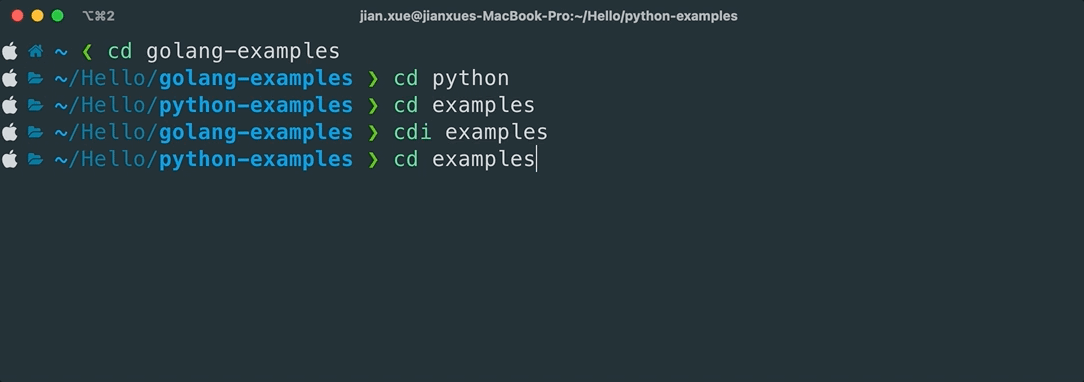 ⌥⌘2 jian.xue@jianxues-MacBook-Pro:~/Hello/python-examples
~ ❮ cd golang-examples
~/Hello/golang-examples ❯ cd python
~/Hello/python-examples ❯ cd examples
~/Hello/golang-examples ❯ cdi examples
~/Hello/python-examples ❯ cd examples